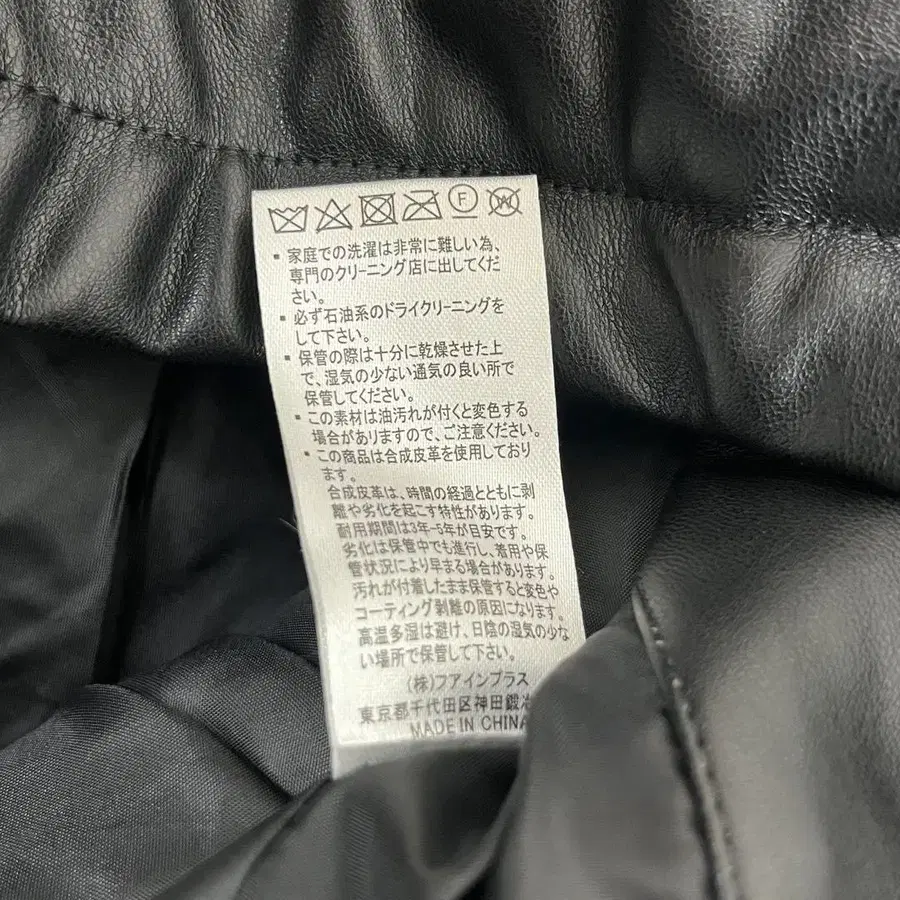 F W
・家庭での洗濯は非常に難しい為、
専門のクリーニング店に出してくだ
さい。
・必ず石油系のドライクリーニングを
して下さい。
・保管の際は十分に乾燥させた上
で、湿気の少ない通気の良い所で
保管してください。
・この素材は油汚れが付くと変色する
場合がありますので、ご注意ください。
・この商品は合成皮革を使用しており
ます。
合成皮革は、時間の経過とともに剥
離や劣化を起こす特性があります。
耐用期間は3年-5年が目安です。
劣化は保管中でも進行し、着用や保
管状況により早まる場合があります。
汚れが付着したまま保管すると変色や
コーティング剥離の原因になります。
高温多湿は避け、日陰の湿気の少な
い場所で保管して下さい。
(株)フアインプラス
東京都千代田区神田鍛冶
MADE IN CHINA